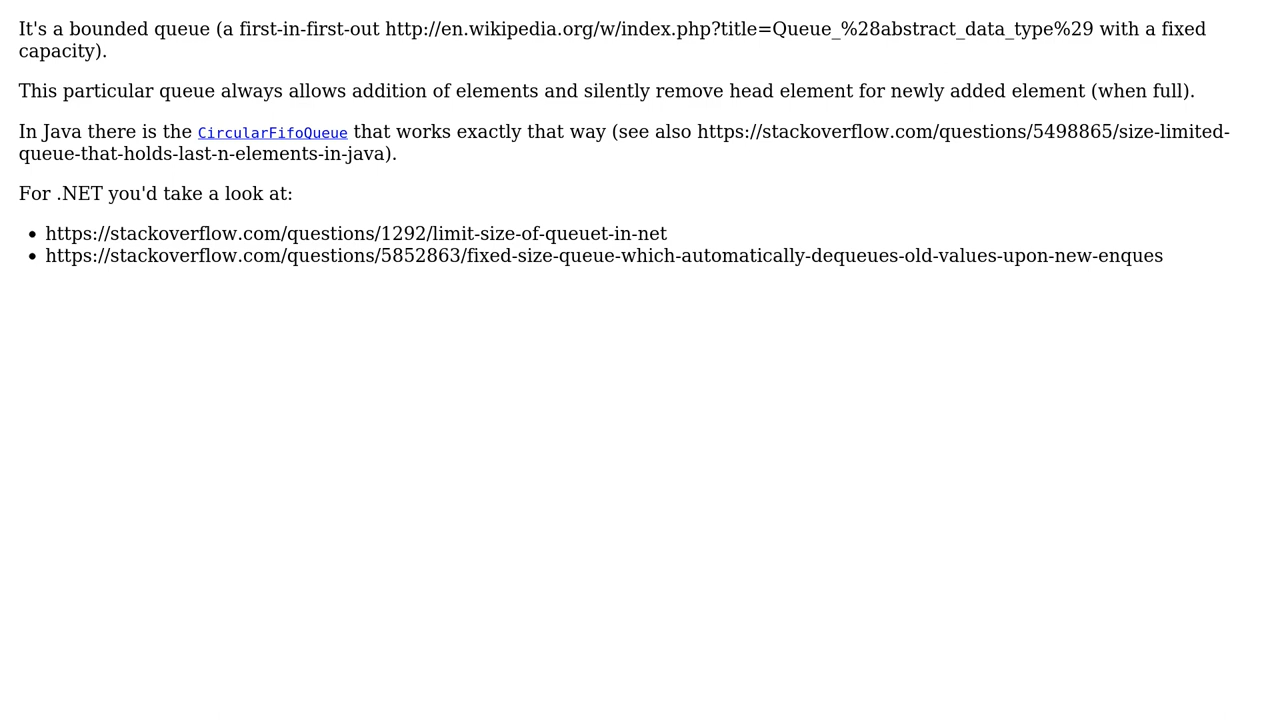 It's a bounded queue (a first-in-first-out http://en.wikipedia.org/w/index.php?title=Queue_%28abstract_data_type%29 with a fixed
capacity).
This particular queue always allows addition of elements and silently remove head element for newly added element (when full).
In Java there is the CircularFifoQueue that works exactly that way (see also https://stackoverflow.com/questions/5498865/size-limited-
queue-that-holds-last-n-elements-in-java).
For .NET you'd take a look at:
• https://stackoverflow.com/questions/1292/limit-size-of-queuet-in-net
• https://stackoverflow.com/questions/5852863/fixed-size-queue-which-automatically-dequeues-old-values-upon-new-enques